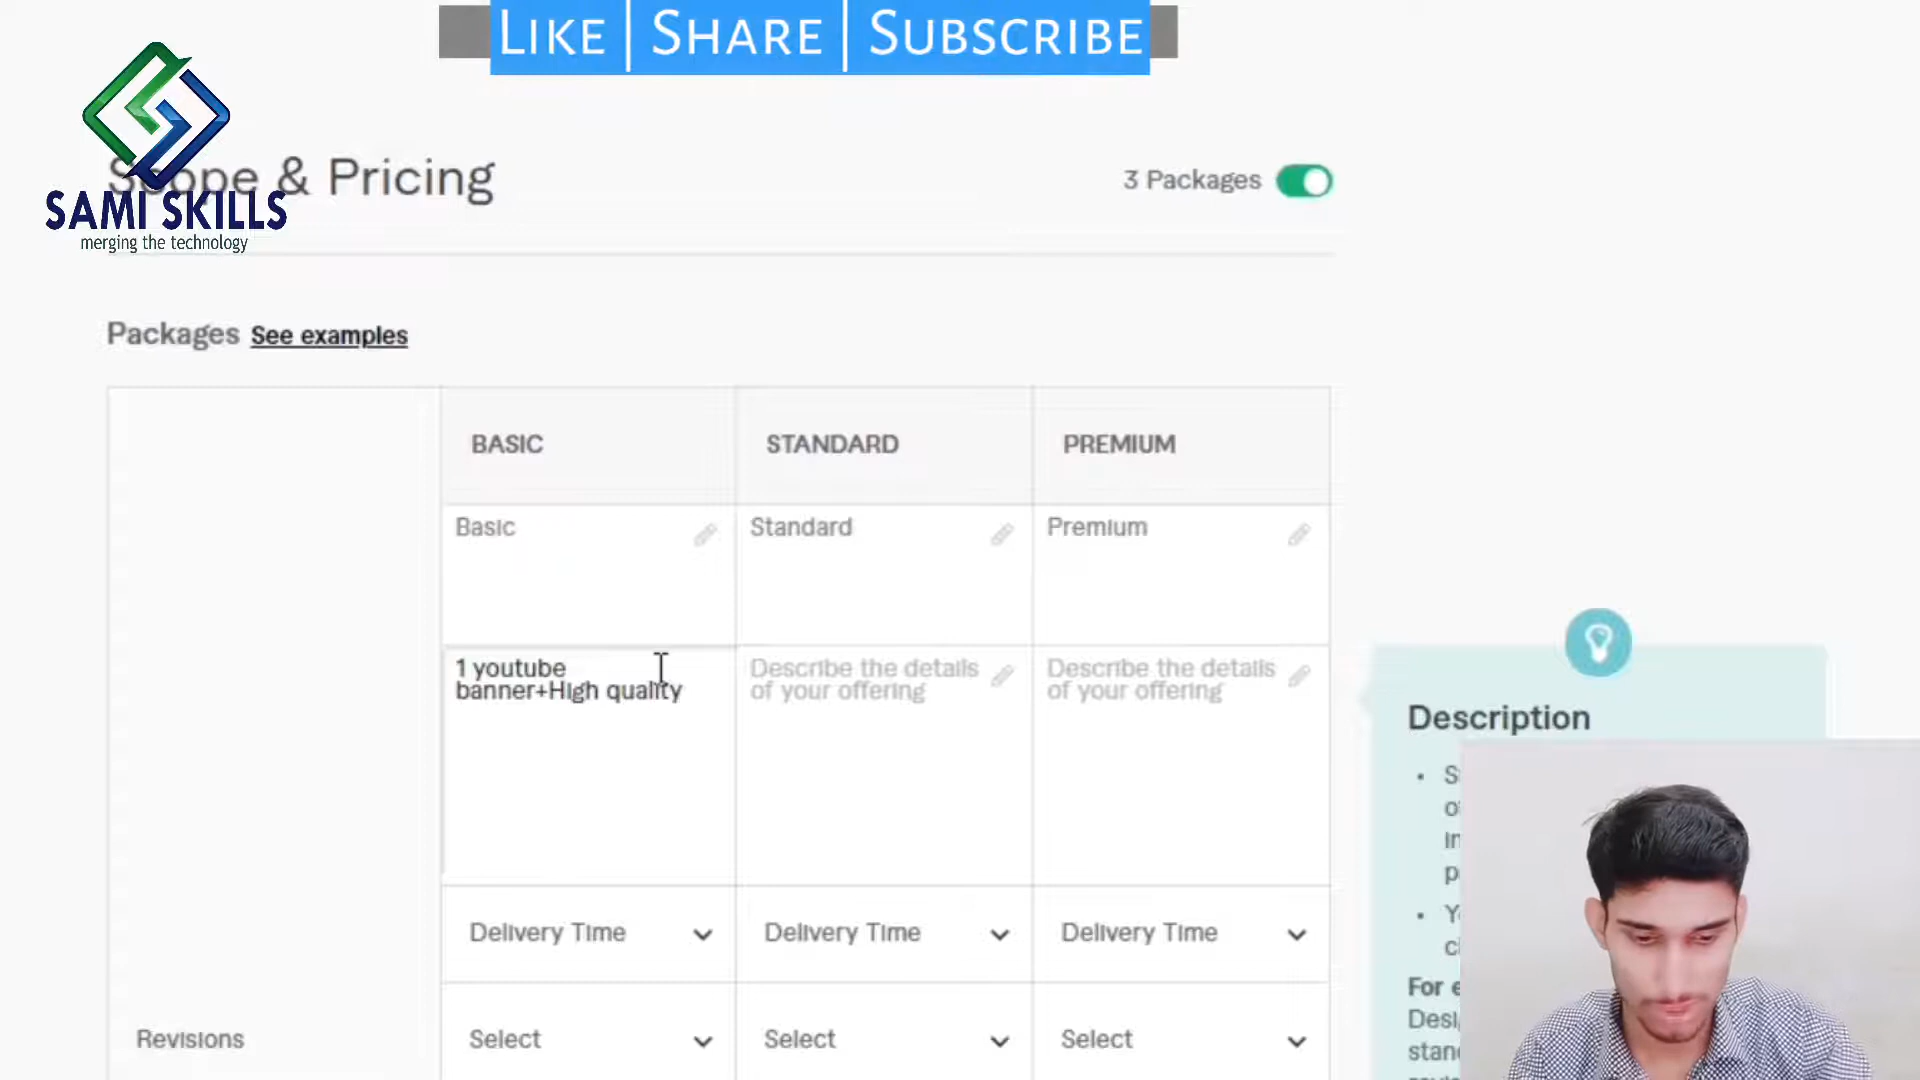 LIKE | SHARE | SUBSCRIBE
SAMI SKILLS
merging the technology
Scope & Pricing
3 Packages
Packages See examples
BASIC STANDARD PREMIUM
Basic Standard Premium
1 youtube
banner+High quality
Describe the details
of your offering
Describe the details
of your offering
Description
Delivery Time Delivery Time Delivery Time
Revisions Select Select Select